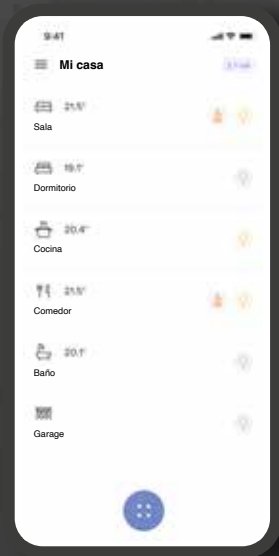 9:41
Mi casa
21.5°
Sala
19.1°
Dormitorio
20.4°
Cocina
21.5°
Comedor
20.1°
Baño
Garage